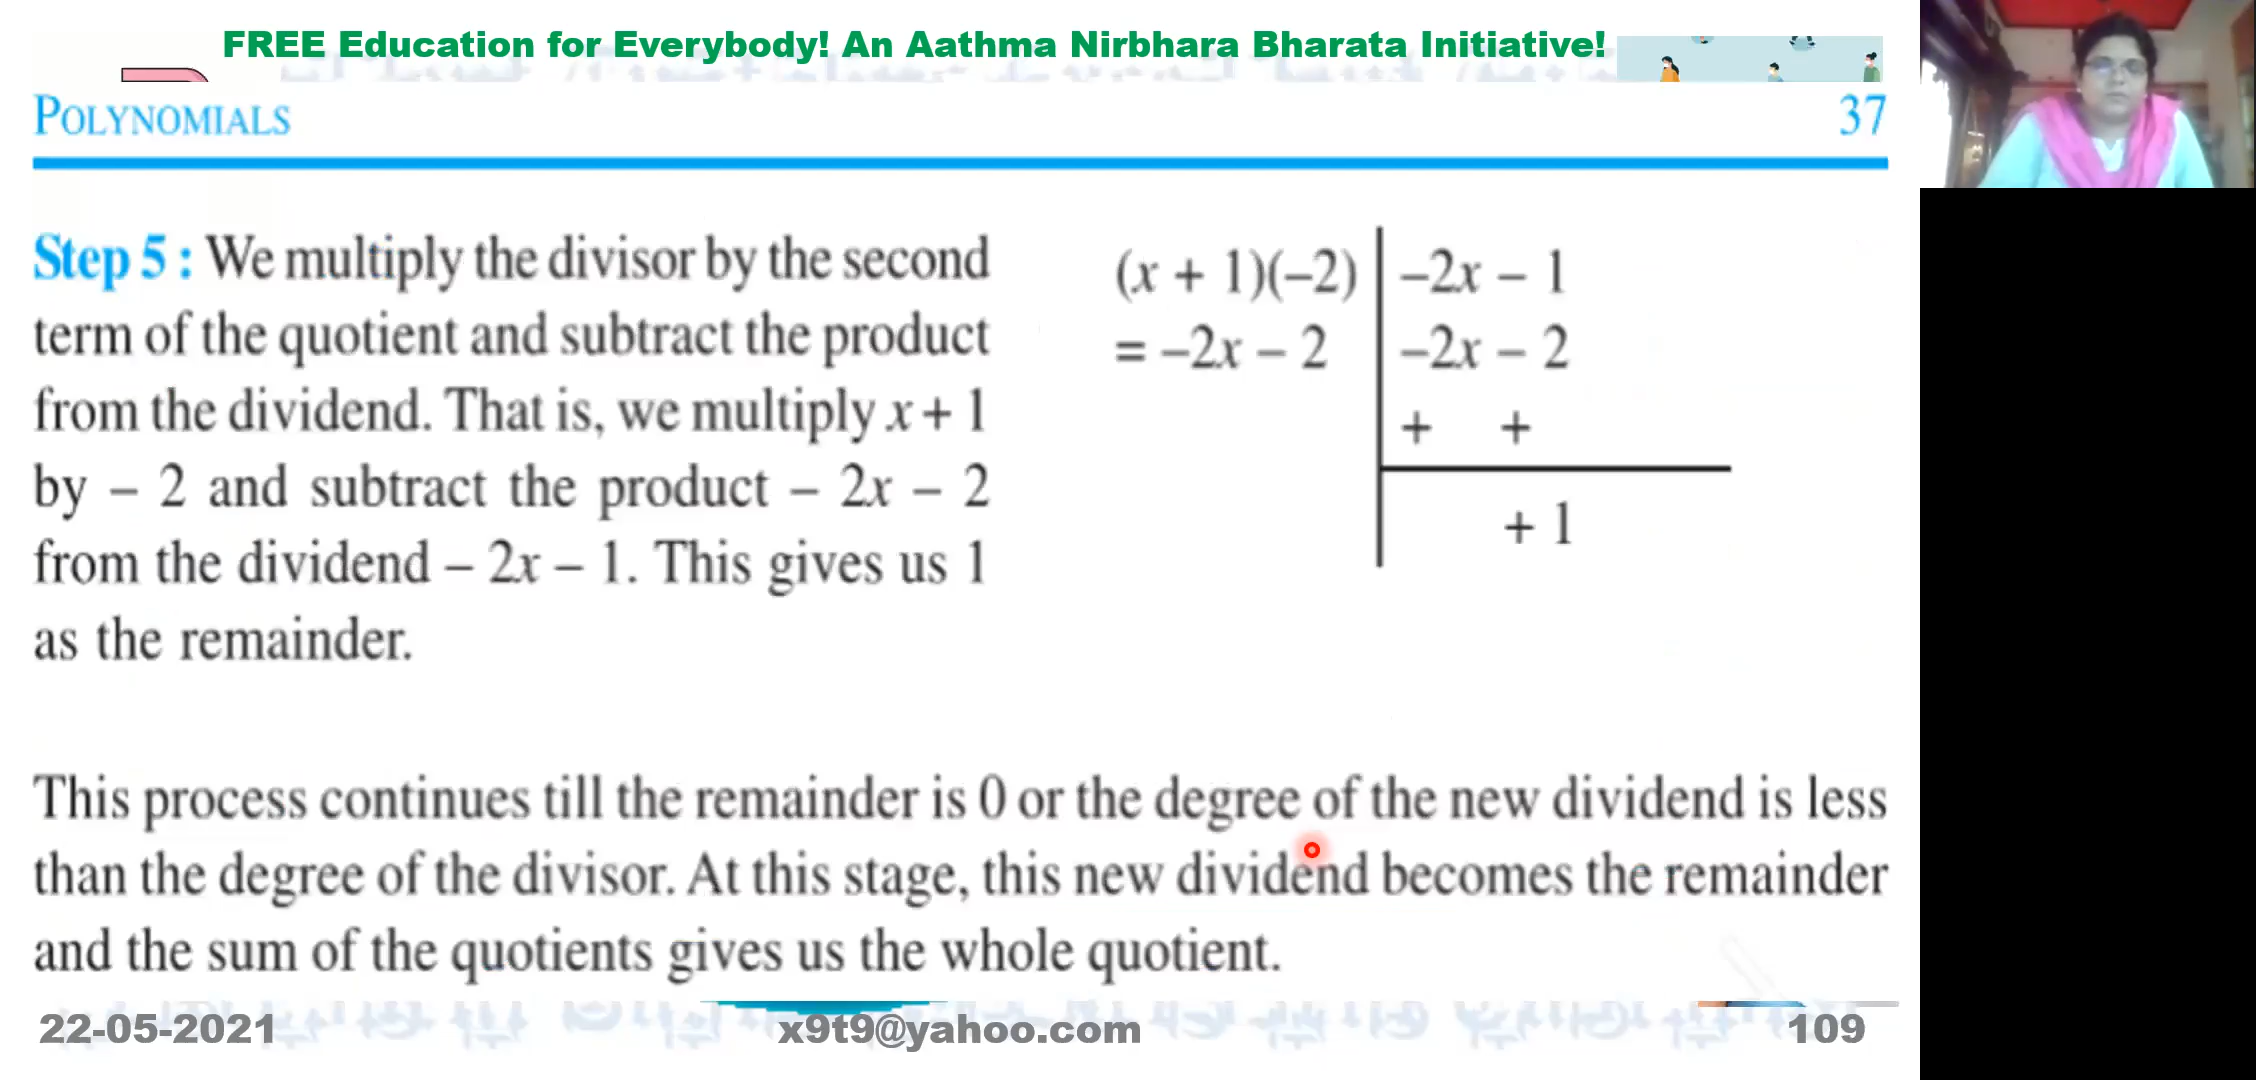 FREE Education for Everybody! An Aathma Nirbhara Bharata Initiative!
POLYNOMIALS 37
Step 5 : We multiply the divisor by the second
term of the quotient and subtract the product
from the dividend. That is, we multiply x + 1
by – 2 and subtract the product – 2x – 2
from the dividend – 2x – 1. This gives us 1
as the remainder.
(x + 1)(–2) –2x – 1
= –2x – 2 –2x – 2
+ +
+ 1
This process continues till the remainder is 0 or the degree of the new dividend is less
than the degree of the divisor. At this stage, this new dividend becomes the remainder
and the sum of the quotients gives us the whole quotient.
22-05-2021 x9t9@yahoo.com 109